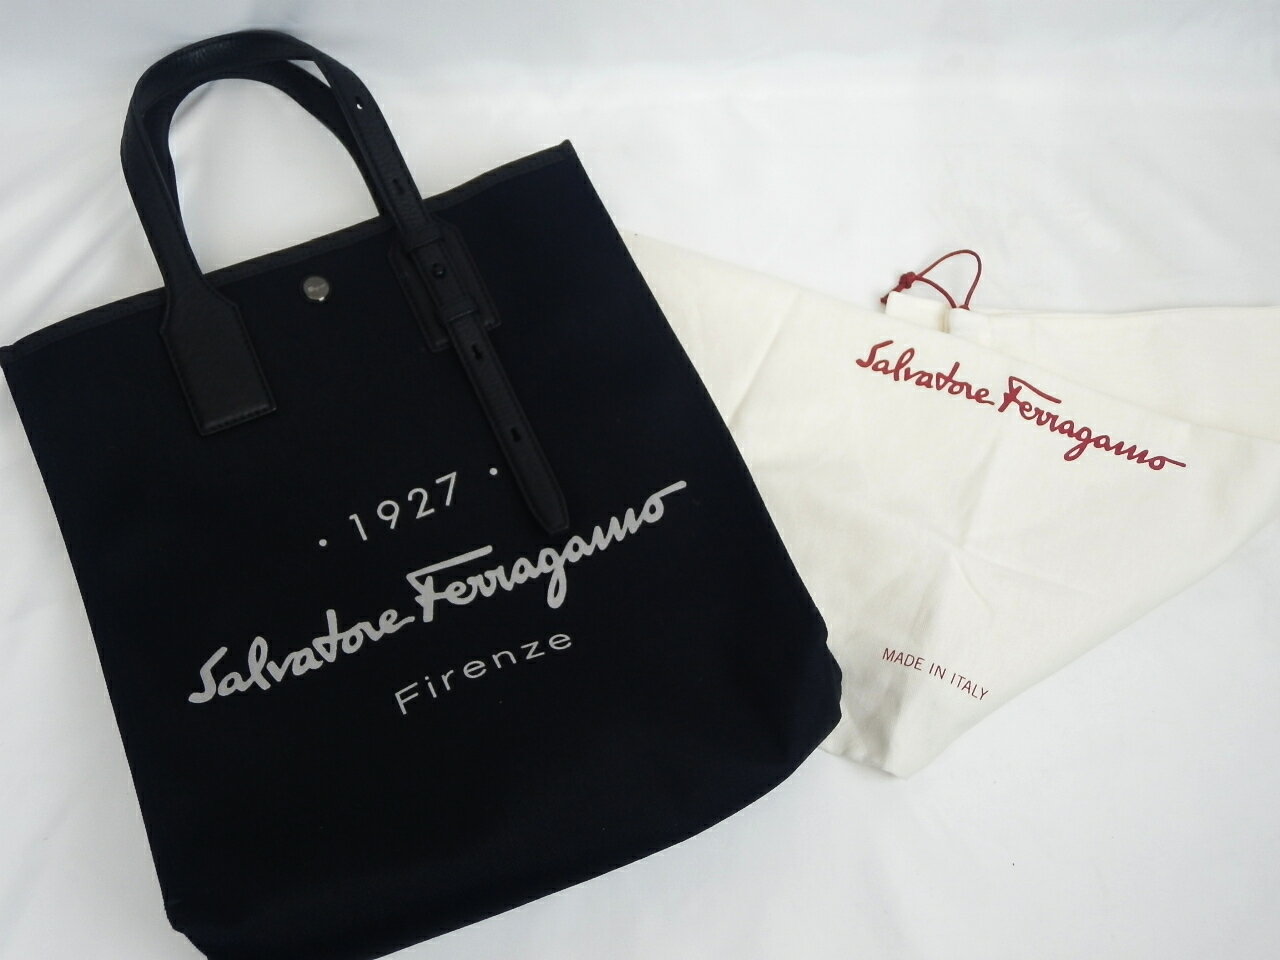 · 1927 ·
Salvatore Ferragamo
Firenze
Salvatore Ferragamo
MADE IN ITALY